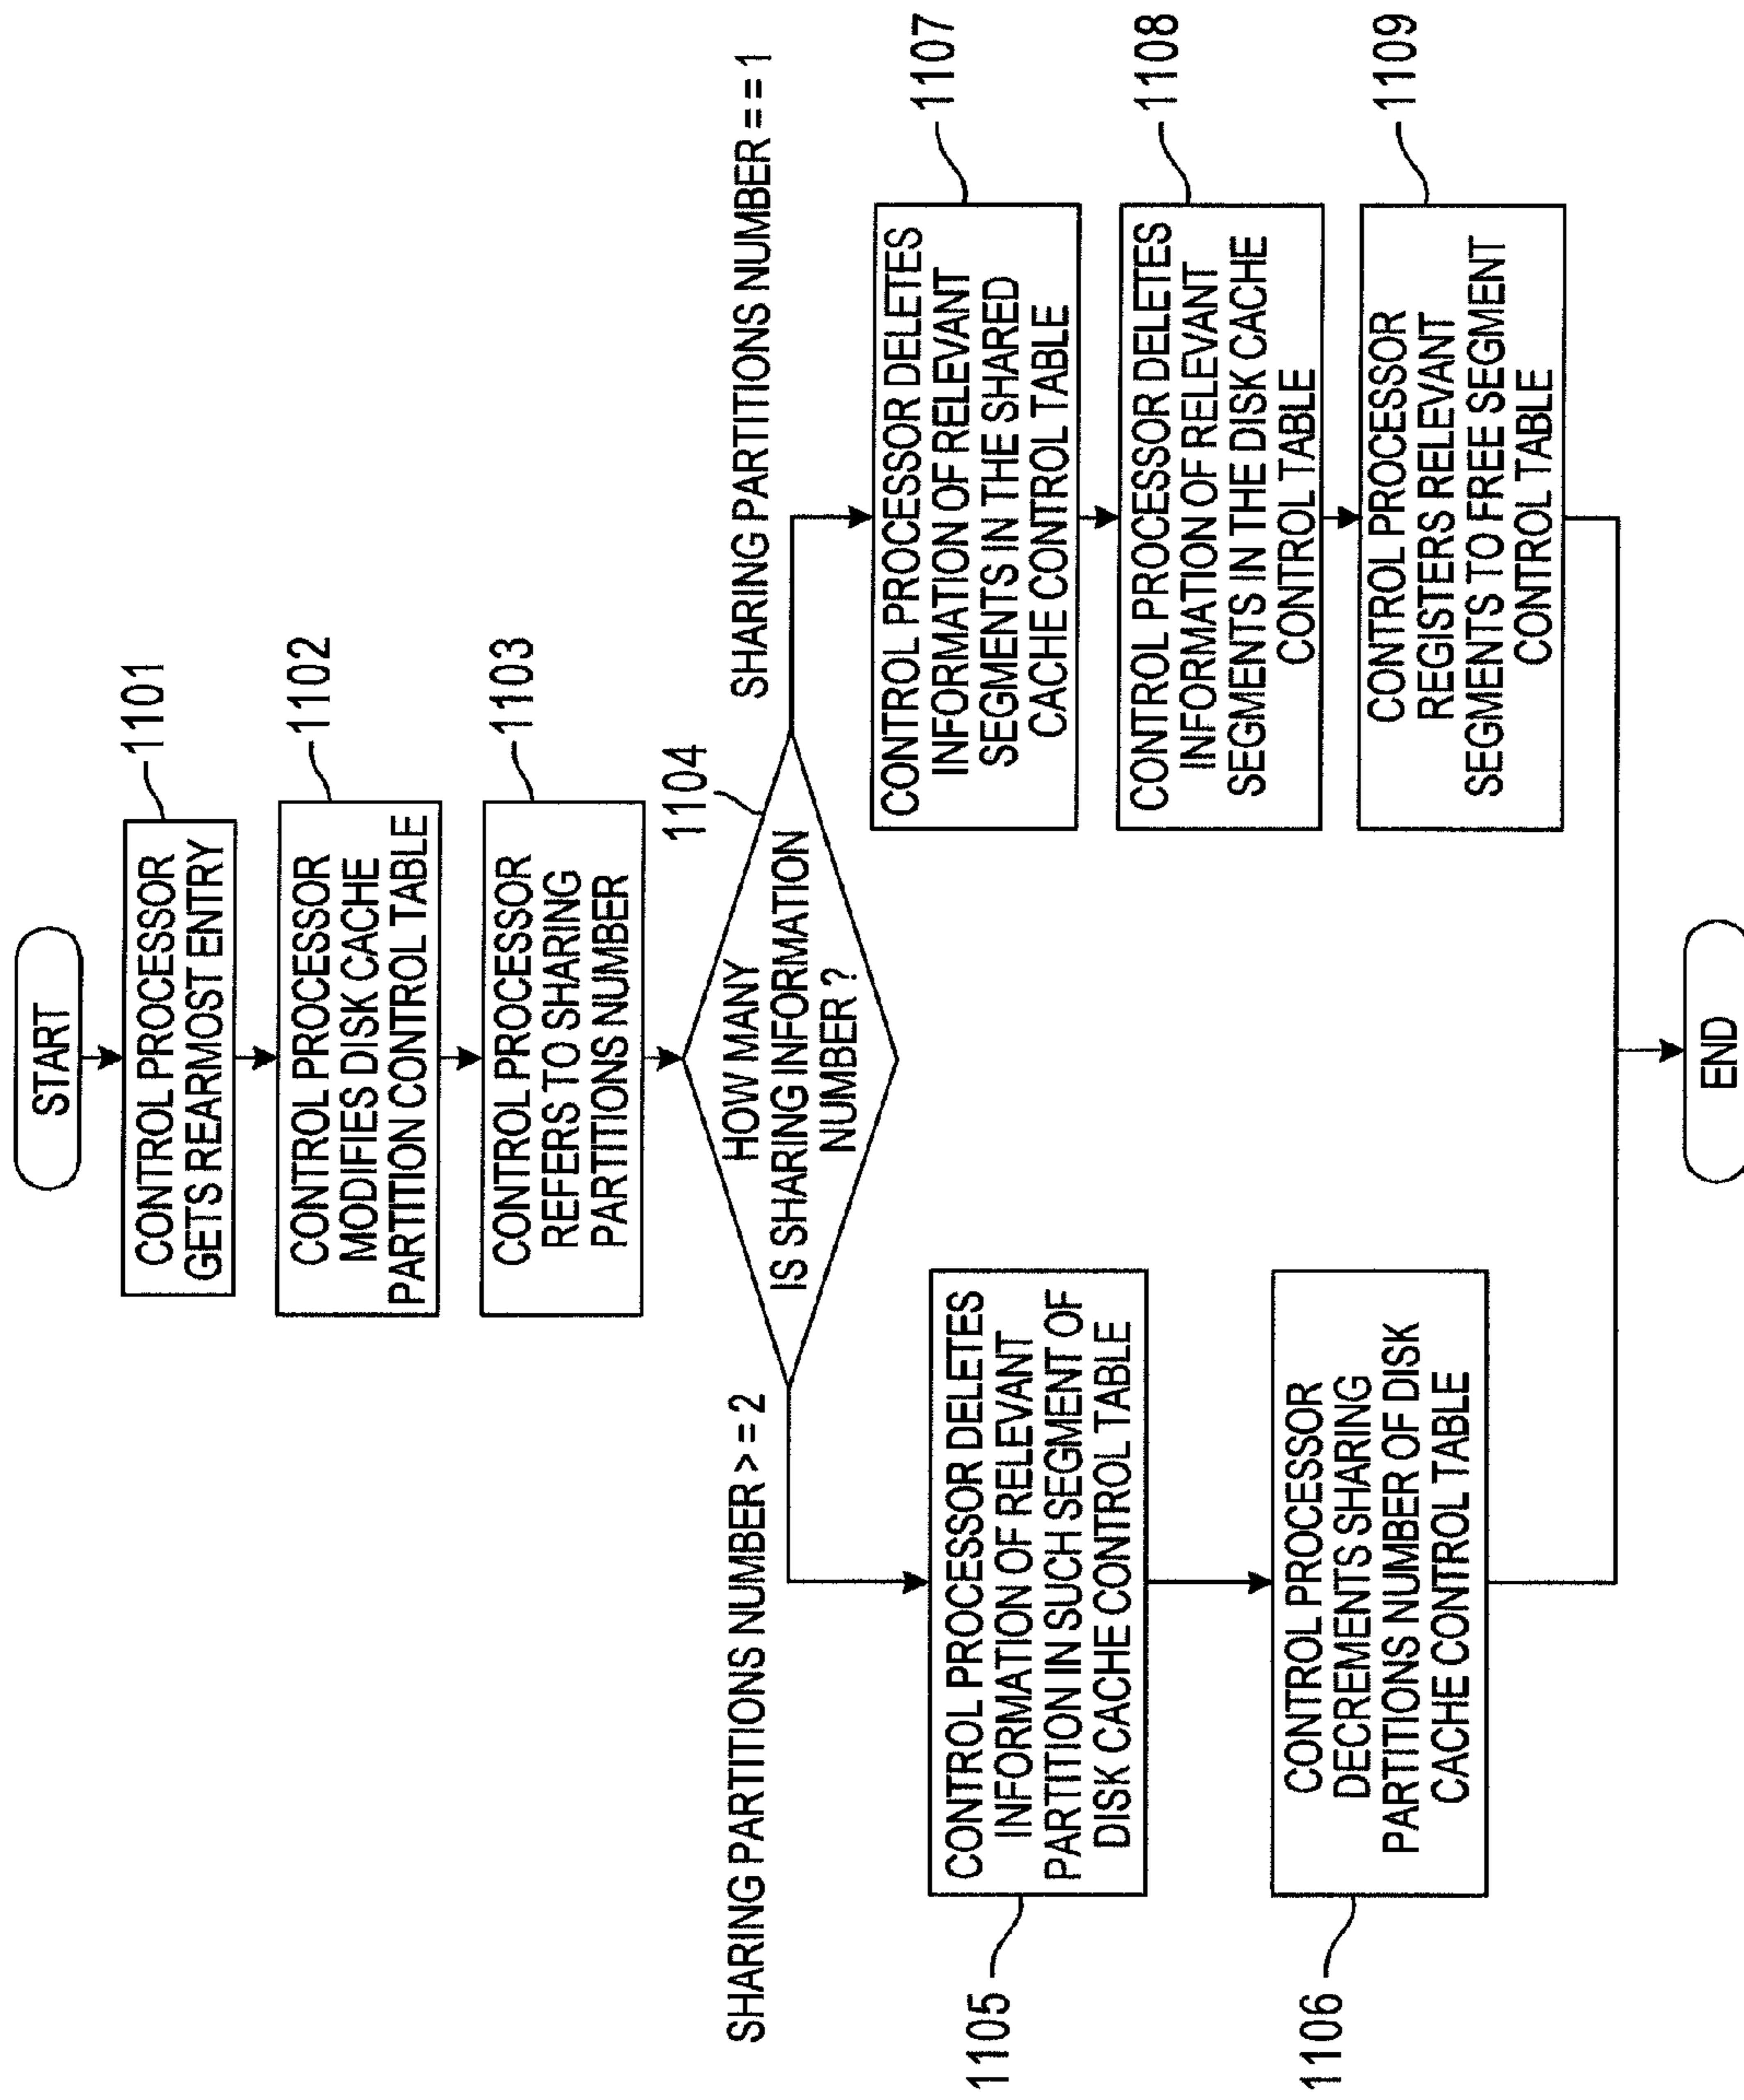 START
CONTROL PROCESSOR
GETS REARMOST ENTRY
1101
CONTROL PROCESSOR
MODIFIES DISK CACHE
PARTITION CONTROL TABLE
1102
CONTROL PROCESSOR
REFERS TO SHARING
PARTITIONS NUMBER
1103
HOW MANY
IS SHARING INFORMATION
NUMBER ?
1104
SHARING PARTITIONS NUMBER > = 2
CONTROL PROCESSOR DELETES
INFORMATION OF RELEVANT
PARTITION IN SUCH SEGMENT OF
DISK CACHE CONTROL TABLE
1105
CONTROL PROCESSOR
DECREMENTS SHARING
PARTITIONS NUMBER OF DISK
CACHE CONTROL TABLE
1106
SHARING PARTITIONS NUMBER = = 1
CONTROL PROCESSOR DELETES
INFORMATION OF RELEVANT
SEGMENTS IN THE SHARED
CACHE CONTROL TABLE
1107
CONTROL PROCESSOR DELETES
INFORMATION OF RELEVANT
SEGMENTS IN THE DISK CACHE
CONTROL TABLE
1108
CONTROL PROCESSOR
REGISTERS RELEVANT
SEGMENTS TO FREE SEGMENT
CONTROL TABLE
1109
END